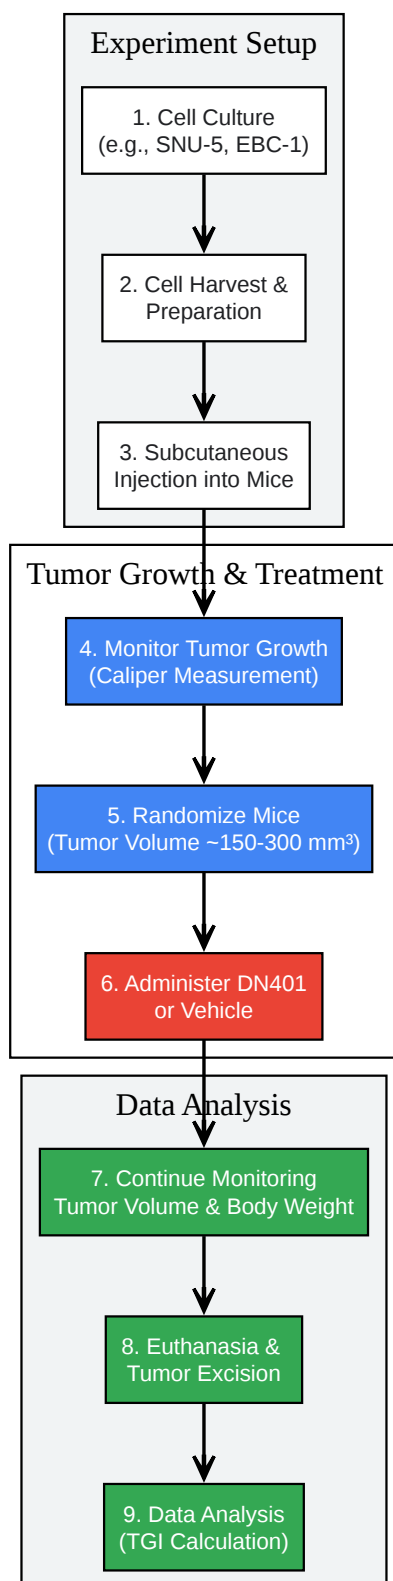 Experiment Setup
1. Cell Culture
(e.g., SNU-5, EBC-1)
2. Cell Harvest &
Preparation
3. Subcutaneous
Injection into Mice
Tumor Growth & Treatment
4. Monitor Tumor Growth
(Caliper Measurement)
5. Randomize Mice
(Tumor Volume ~150-300 mm³)
6. Administer DN401
or Vehicle
Data Analysis
7. Continue Monitoring
Tumor Volume & Body Weight
8. Euthanasia &
Tumor Excision
9. Data Analysis
(TGI Calculation)